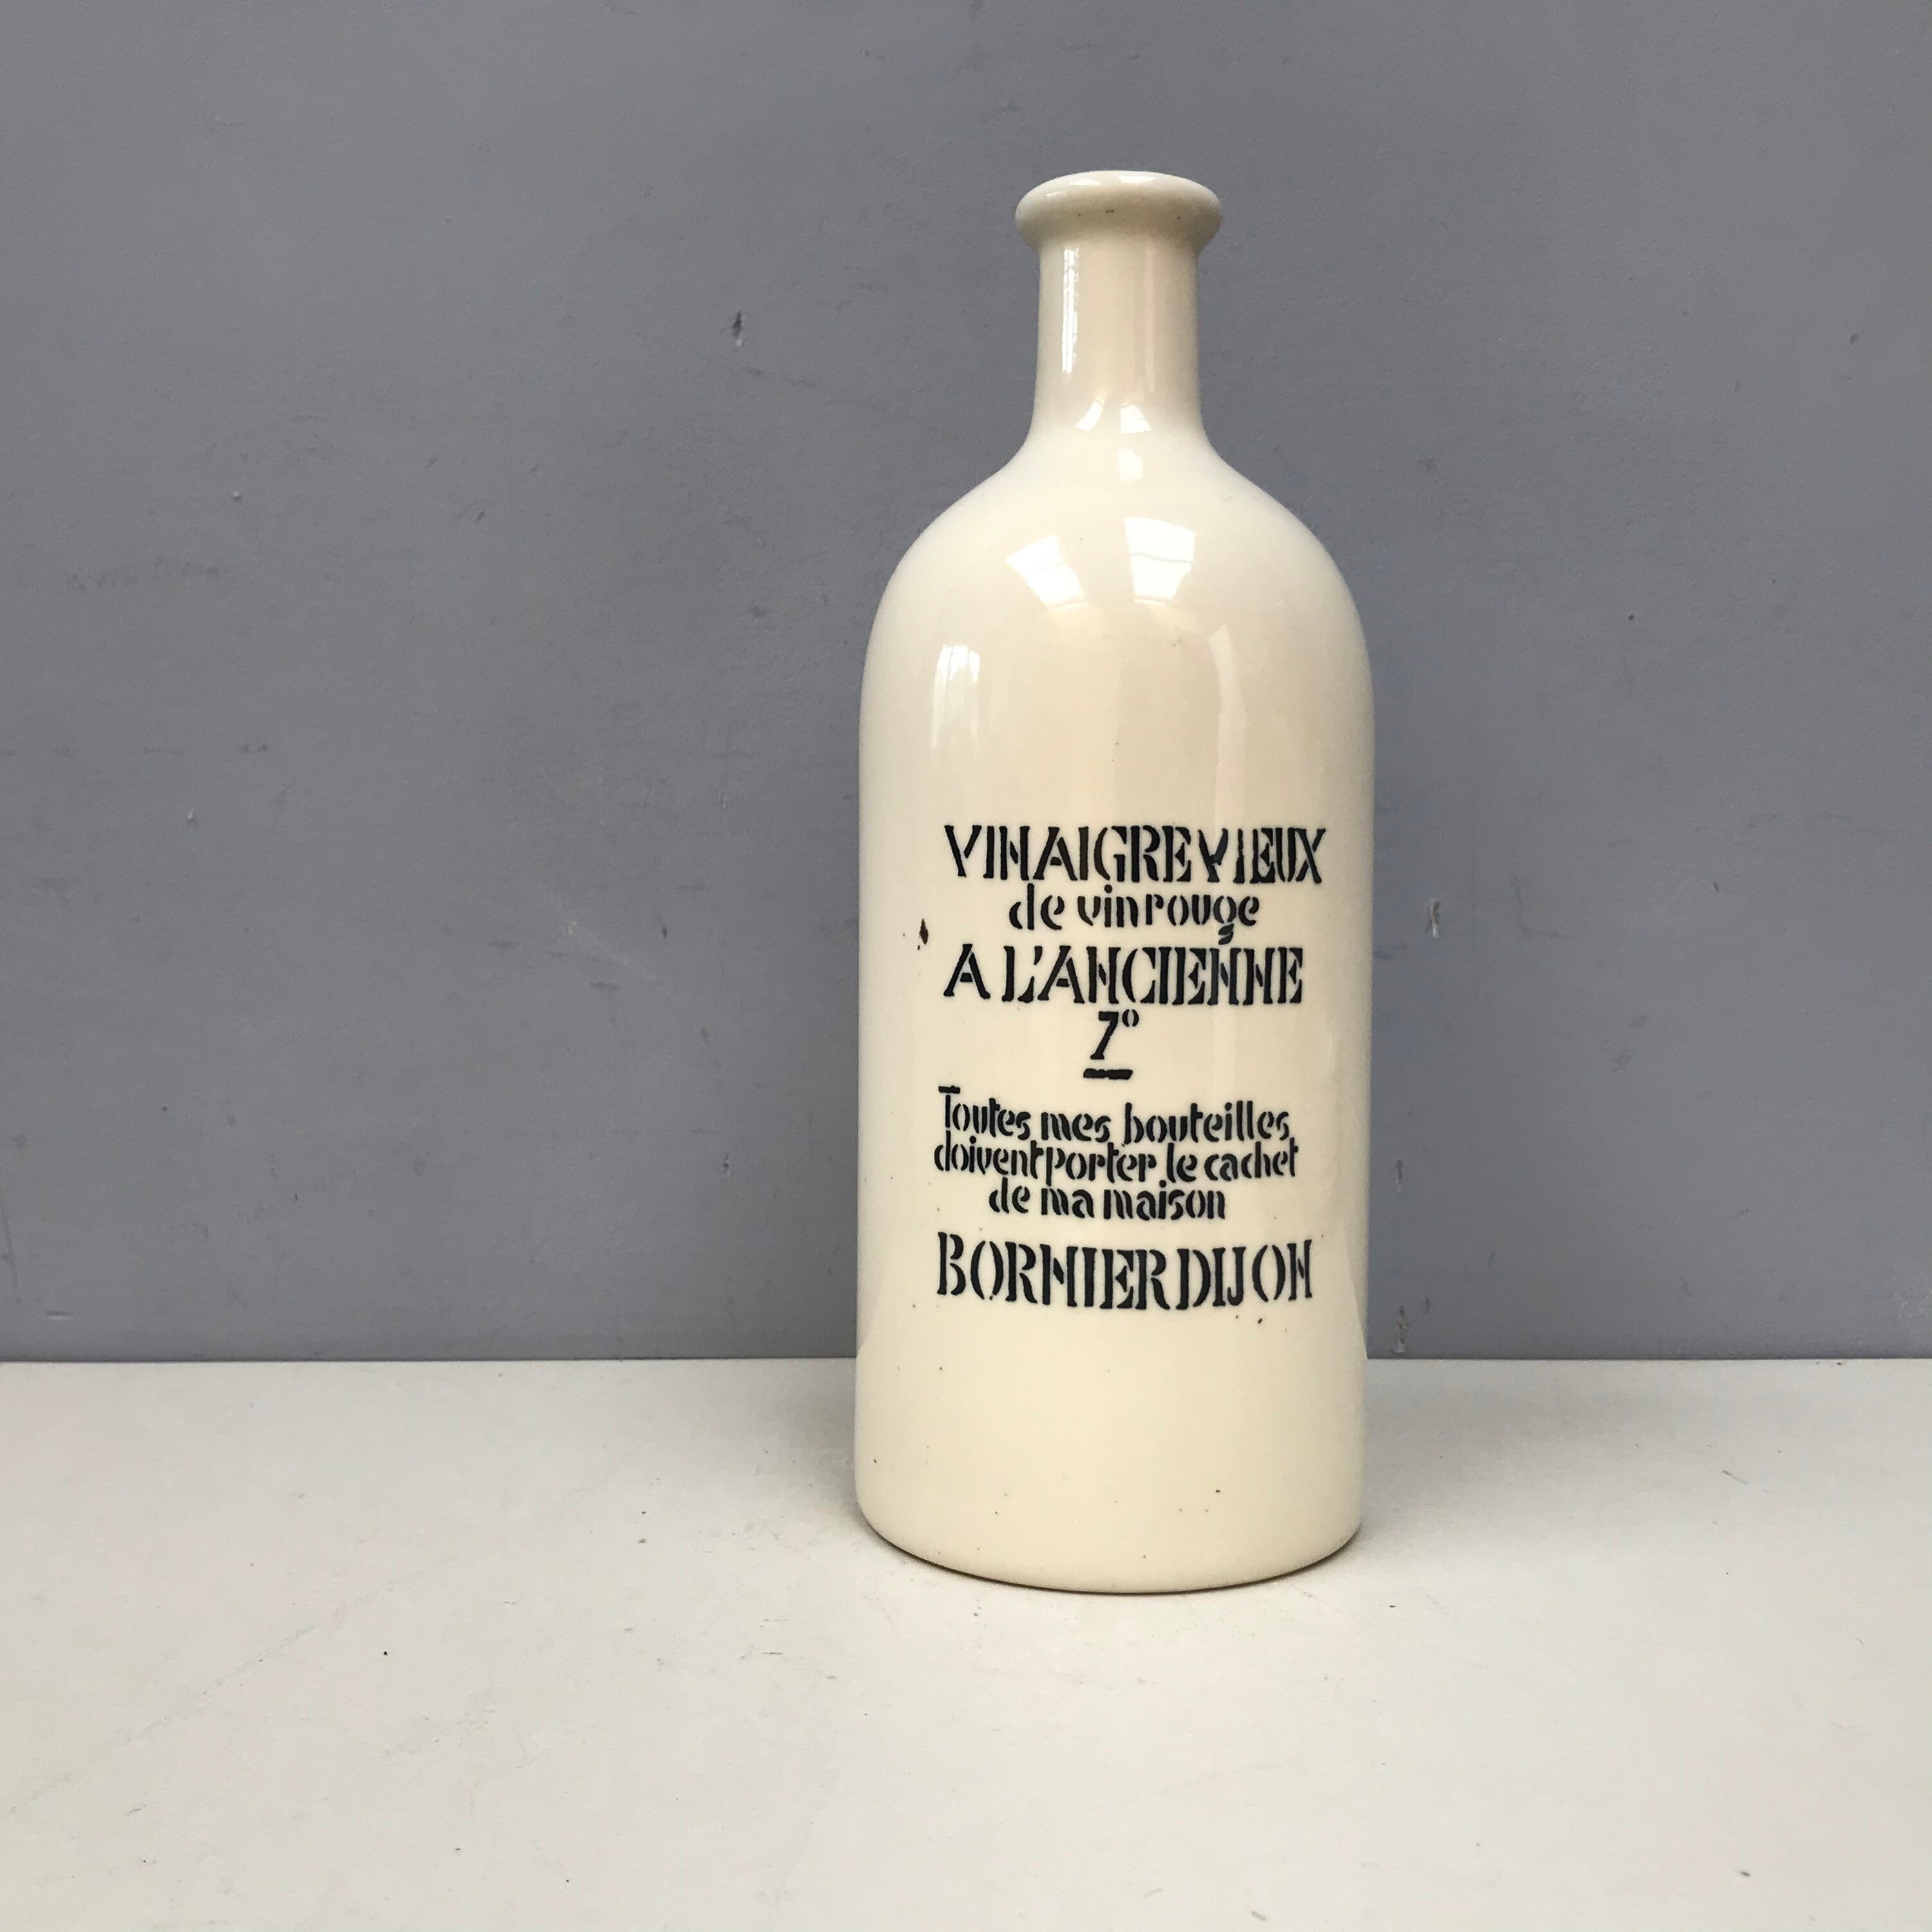 VINAIGRE VIEUX
de vin rouge
A L'ANCIENNE
7°
Toutes mes bouteilles
doivent porter le cachet
de ma maison
BORNIER DIJON